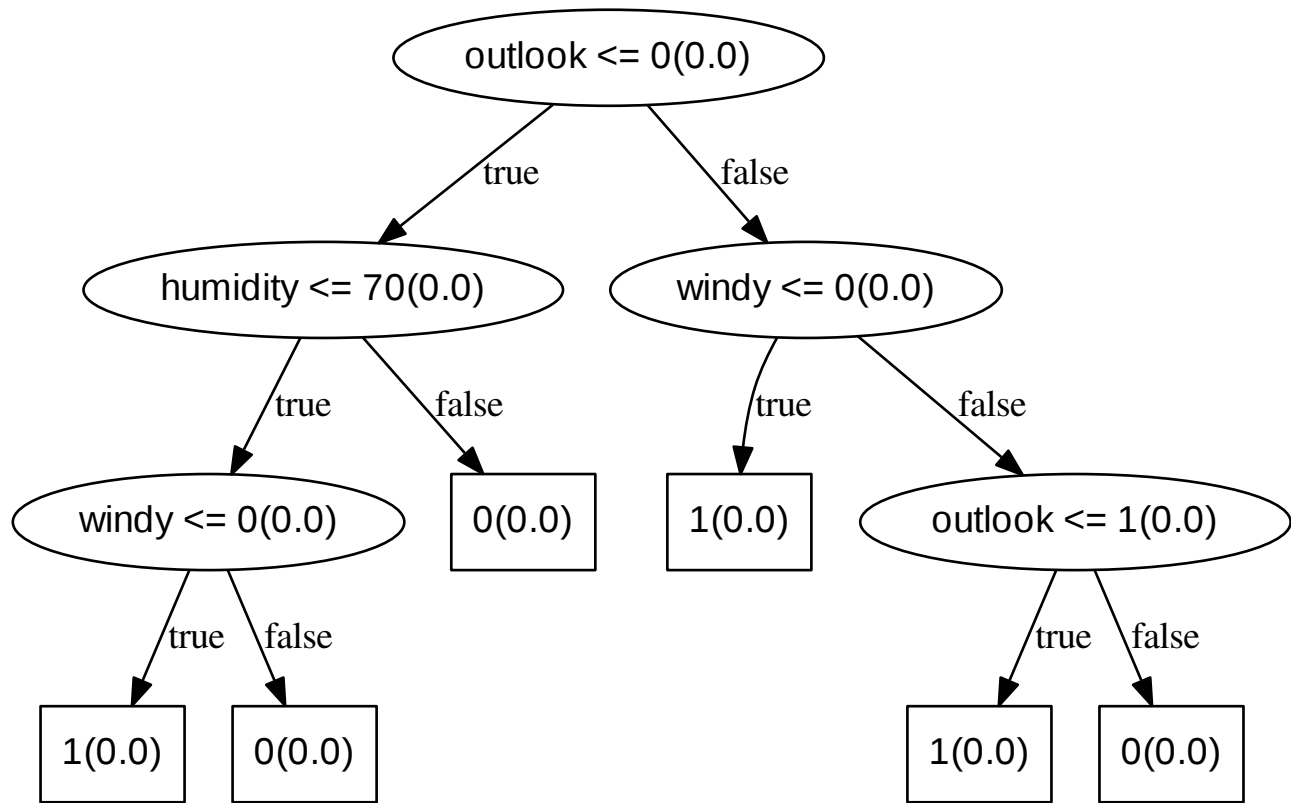 outlook <= 0(0.0)
true
false
humidity <= 70(0.0)
windy <= 0(0.0)
true
false
true
false
windy <= 0(0.0)
0(0.0)
1(0.0)
outlook <= 1(0.0)
true
false
true
false
1(0.0)
0(0.0)
1(0.0)
0(0.0)